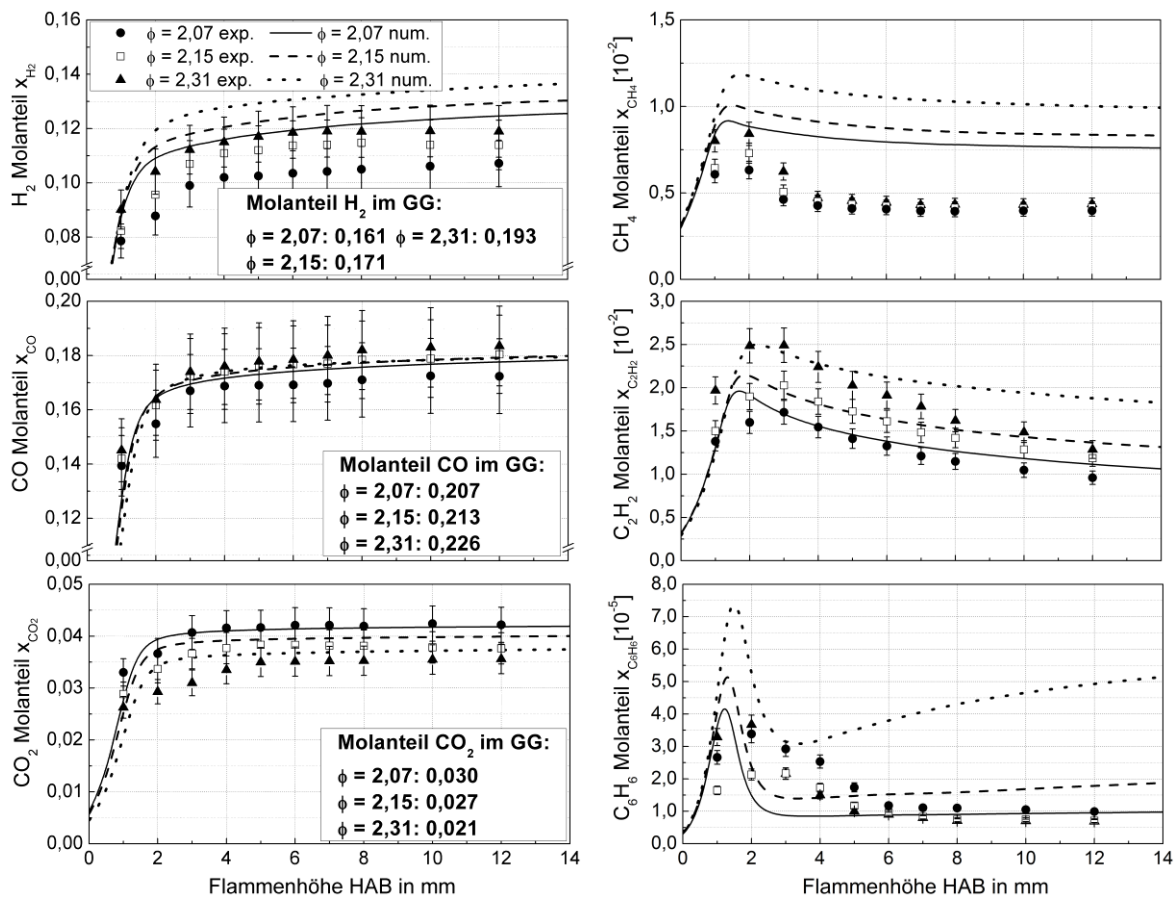 H₂ Molanteil x_H₂
0,16
0,14
0,12
0,10
0,08
0,00
ϕ = 2,07 exp. ϕ = 2,07 num.
ϕ = 2,15 exp. ϕ = 2,15 num.
ϕ = 2,31 exp. ϕ = 2,31 num.
Molanteil H₂ im GG:
ϕ = 2,07: 0,161 ϕ = 2,31: 0,193
ϕ = 2,15: 0,171
CH₄ Molanteil x_CH₄ [10⁻²]
1,5
1,0
0,5
0,0
CO Molanteil x_CO
0,20
0,18
0,16
0,14
0,12
0,00
Molanteil CO im GG:
ϕ = 2,07: 0,207
ϕ = 2,15: 0,213
ϕ = 2,31: 0,226
C₂H₂ Molanteil x_C2H2 [10⁻²]
3,0
2,5
2,0
1,5
1,0
0,5
0,0
CO₂ Molanteil x_CO₂
0,05
0,04
0,03
0,02
0,01
0,00
Molanteil CO₂ im GG:
ϕ = 2,07: 0,030
ϕ = 2,15: 0,027
ϕ = 2,31: 0,021
0 2 4 6 8 10 12 14
Flammenhöhe HAB in mm
C₆H₆ Molanteil x_C6H6 [10⁻⁵]
8,0
7,0
6,0
5,0
4,0
3,0
2,0
1,0
0,0
0 2 4 6 8 10 12 14
Flammenhöhe HAB in mm